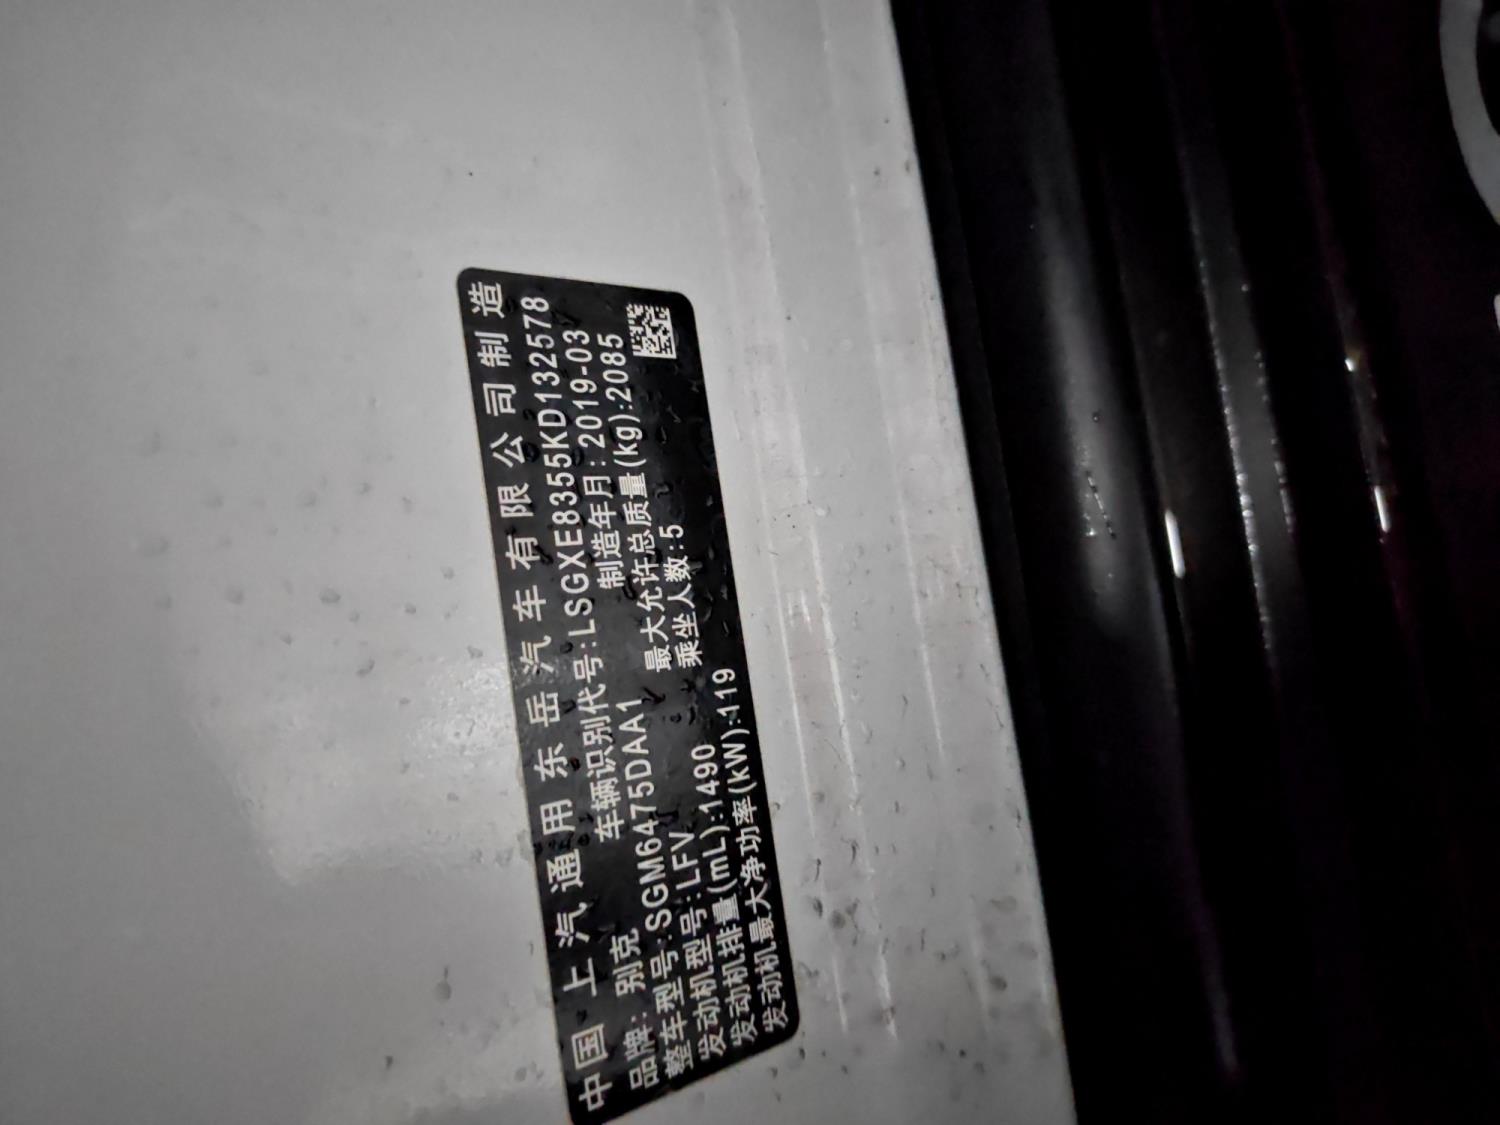 中国上汽通用东岳汽车有限公司制造
品牌：别克 车辆识别代号:LSGXE8355KD132578
整车型号:SGM6475DAA1 制造年月:2019-03
发动机型号:LFV 最大允许总质量(kg):2085
发动机排量(mL):1490 乘坐人数:5
发动机最大净功率(kW):119